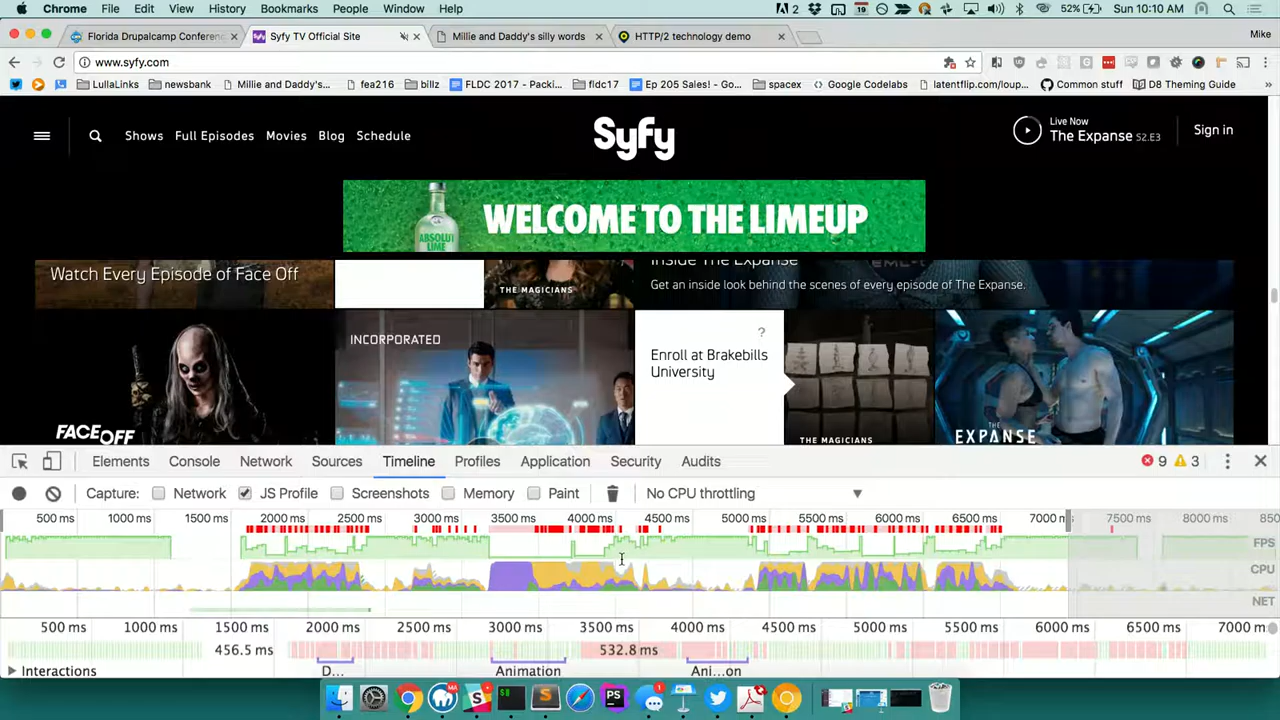 Chrome File Edit View History Bookmarks People Window Help 2 19 52% Sun 10:10 AM
Florida Drupalcamp Conferen Syfy TV Official Site Millie and Daddy's silly words HTTP/2 technology demo Mike
www.syfy.com
LullaLinks newsbank Millie and Daddy's... fea216 billz FLDC 2017 - Packi... fldc17 Ep 205 Sales! - Go... spacex Google Codelabs latentflip.com/loup... Common stuff D8 Theming Guide
Shows Full Episodes Movies Blog Schedule
Syfy
Live Now
The Expanse S2.E3
Sign in
ABSOLUT
LIME
WELCOME TO THE LIMEUP
Watch Every Episode of Face Off
THE MAGICIANS
Inside The Expanse
Get an inside look behind the scenes of every episode of The Expanse.
FACE OFF
INCORPORATED
?
Enroll at Brakebills
University
THE MAGICIANS
THE
EXPANSE
Elements Console Network Sources Timeline Profiles Application Security Audits 9 3
Capture: Network JS Profile Screenshots Memory Paint No CPU throttling
500 ms 1000 ms 1500 ms 2000 ms 2500 ms 3000 ms 3500 ms 4000 ms 4500 ms 5000 ms 5500 ms 6000 ms 6500 ms 7000 m 7500 ms 8000 ms 850
FPS
CPU
NET
500 ms 1000 ms 1500 ms 2000 ms 2500 ms 3000 ms 3500 ms 4000 ms 4500 ms 5000 ms 5500 ms 6000 ms 6500 ms 7000 m
456.5 ms 532.8 ms
Interactions D... Animation Ani...on